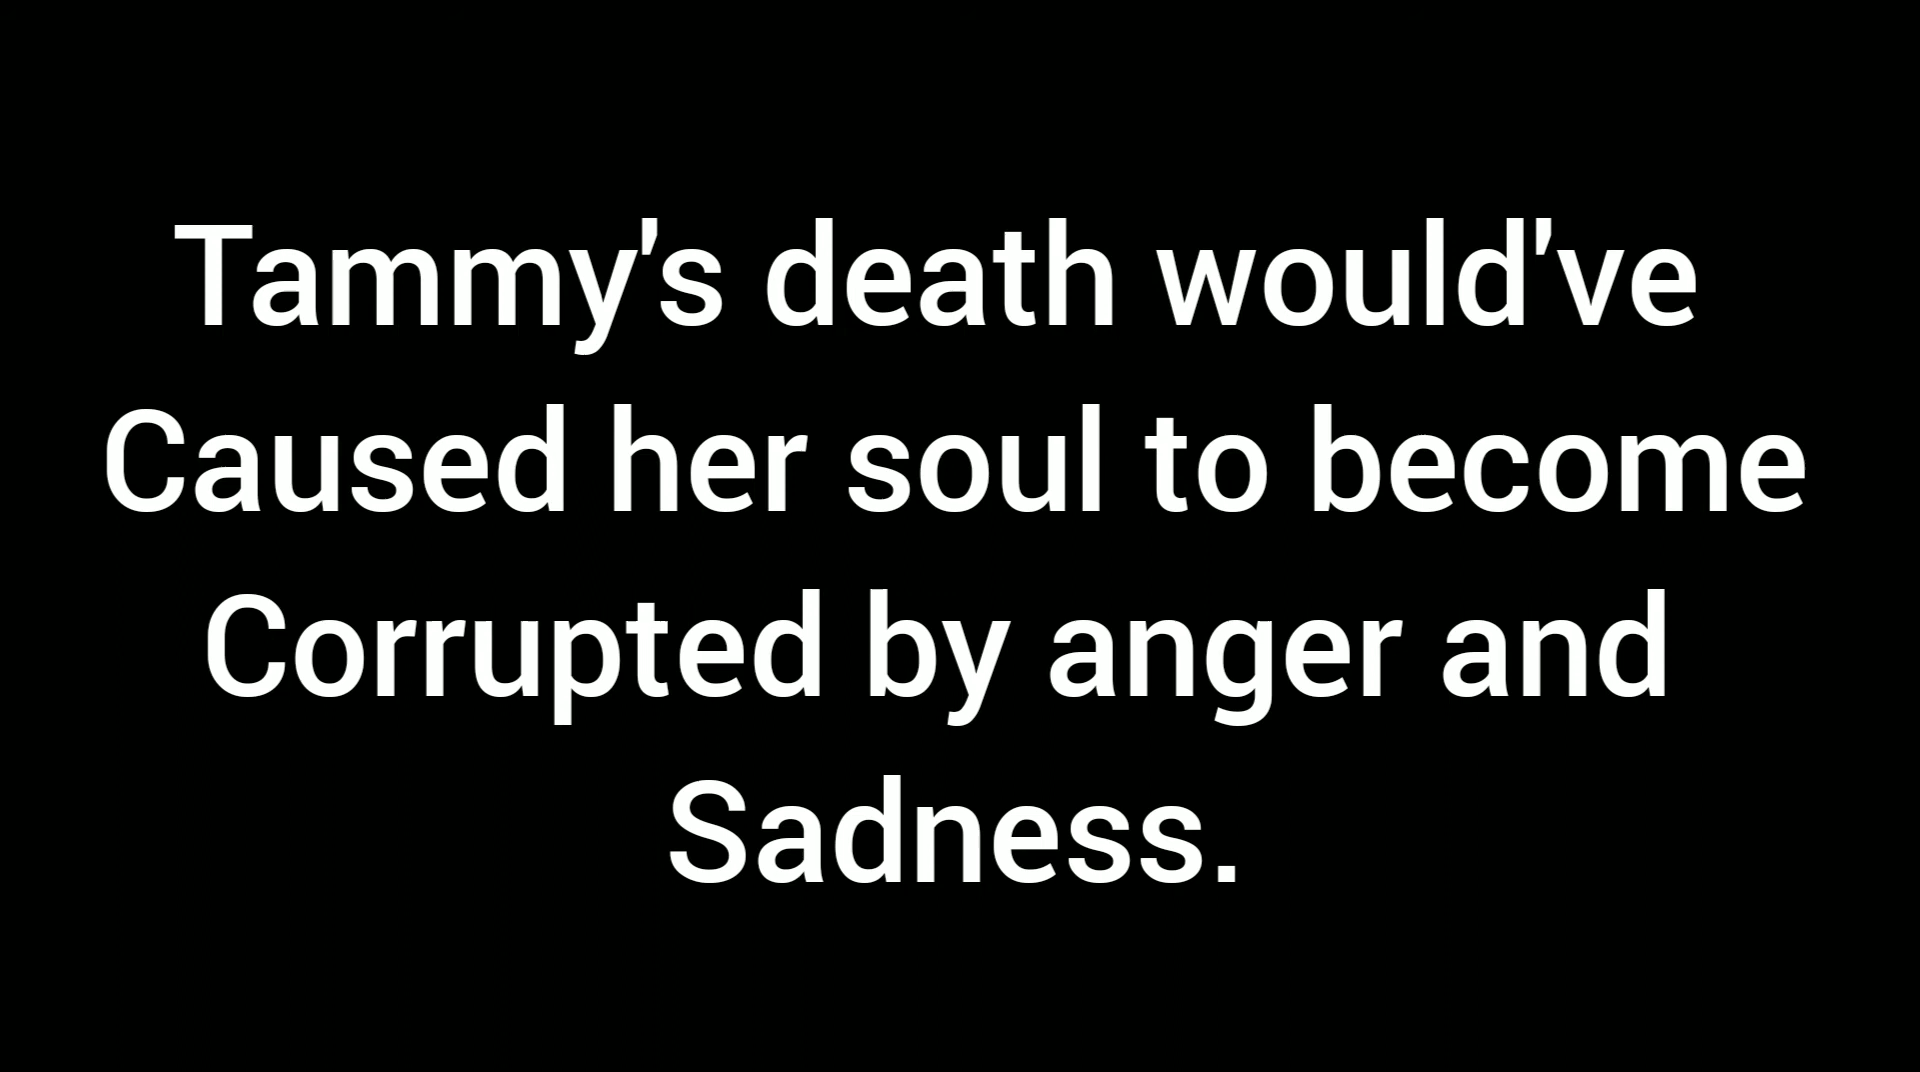 Tammy's death would've
Caused her soul to become
Corrupted by anger and
Sadness.